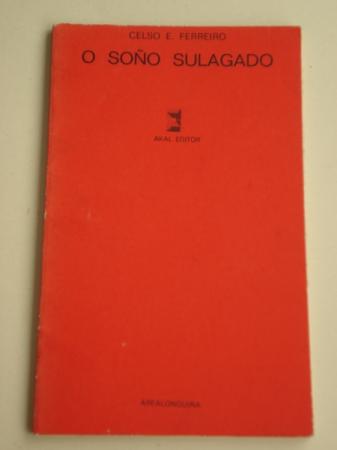 CELSO E. FERREIRO
O SOÑO SULAGADO
AKAL EDITOR
AREALONGUIÑA